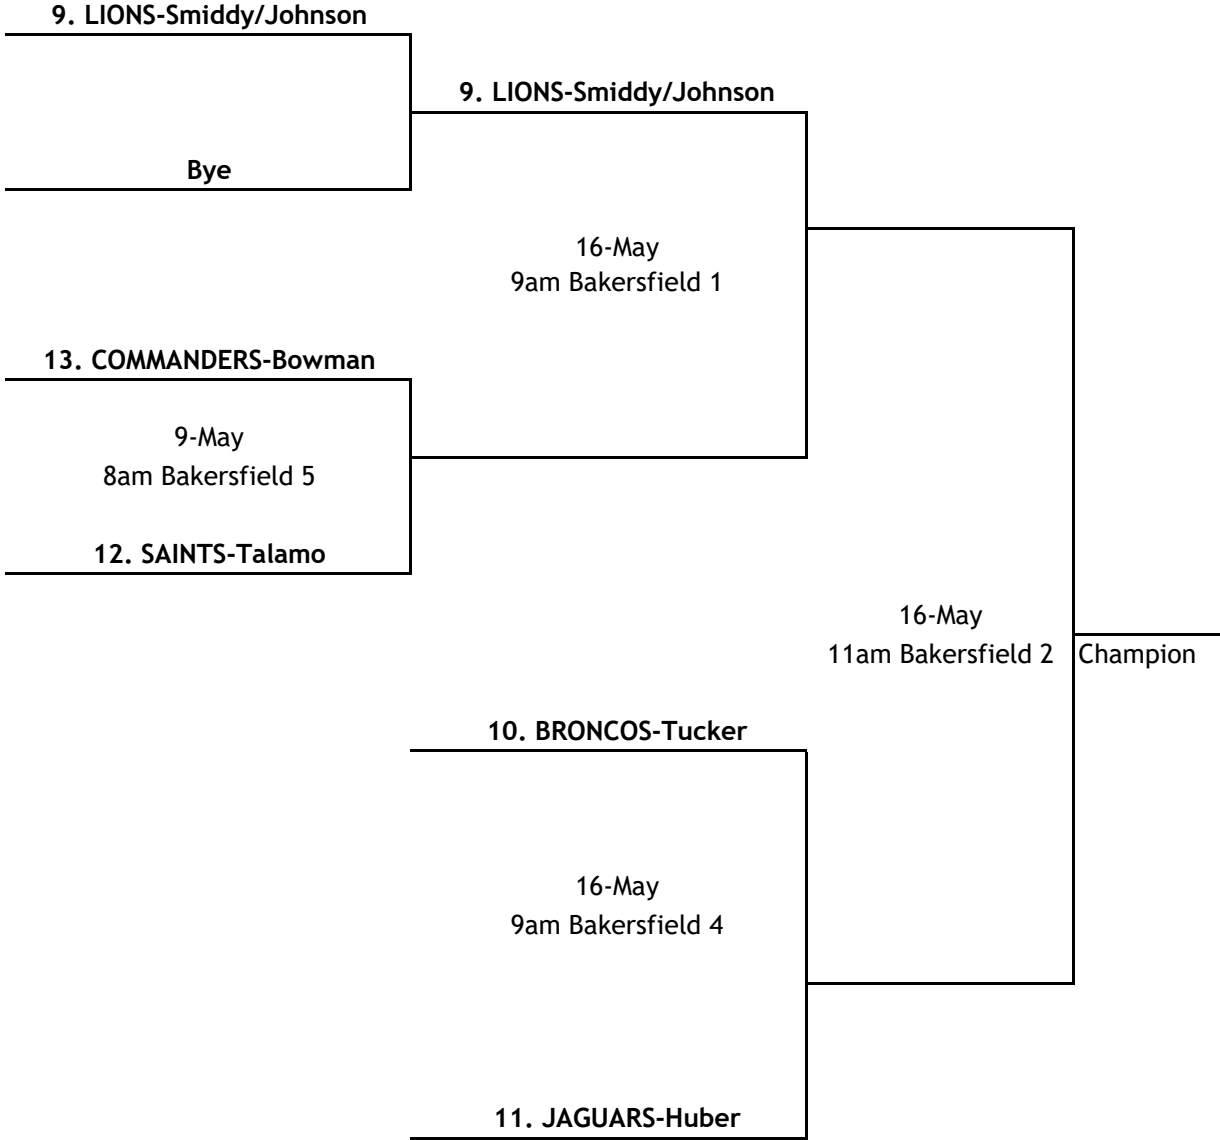 9. LIONS-Smiddy/Johnson
9. LIONS-Smiddy/Johnson
Bye
16-May
9am Bakersfield 1
13. COMMANDERS-Bowman
9-May
8am Bakersfield 5
12. SAINTS-Talamo
16-May
11am Bakersfield 2
Champion
10. BRONCOS-Tucker
16-May
9am Bakersfield 4
11. JAGUARS-Huber